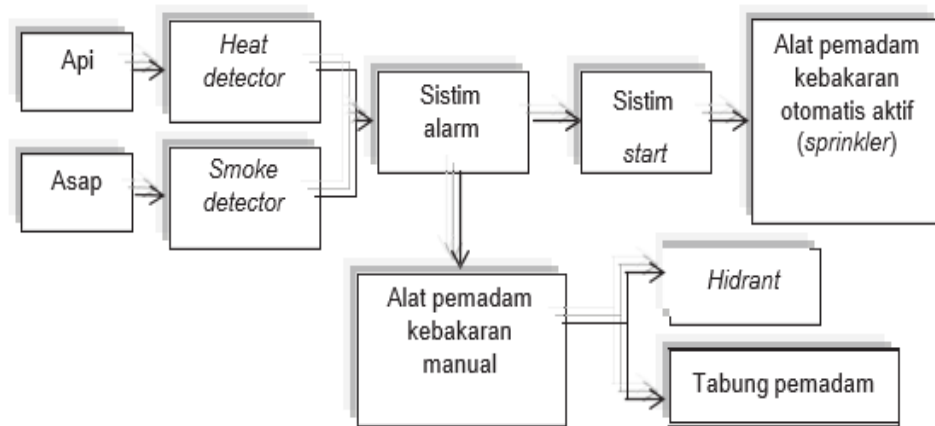 Api
Heat
detector
Sistim
alarm
Sistim
start
Alat pemadam
kebakaran
otomatis aktif
(sprinkler)
Asap
Smoke
detector
Alat pemadam
kebakaran
manual
Hidrant
Tabung pemadam